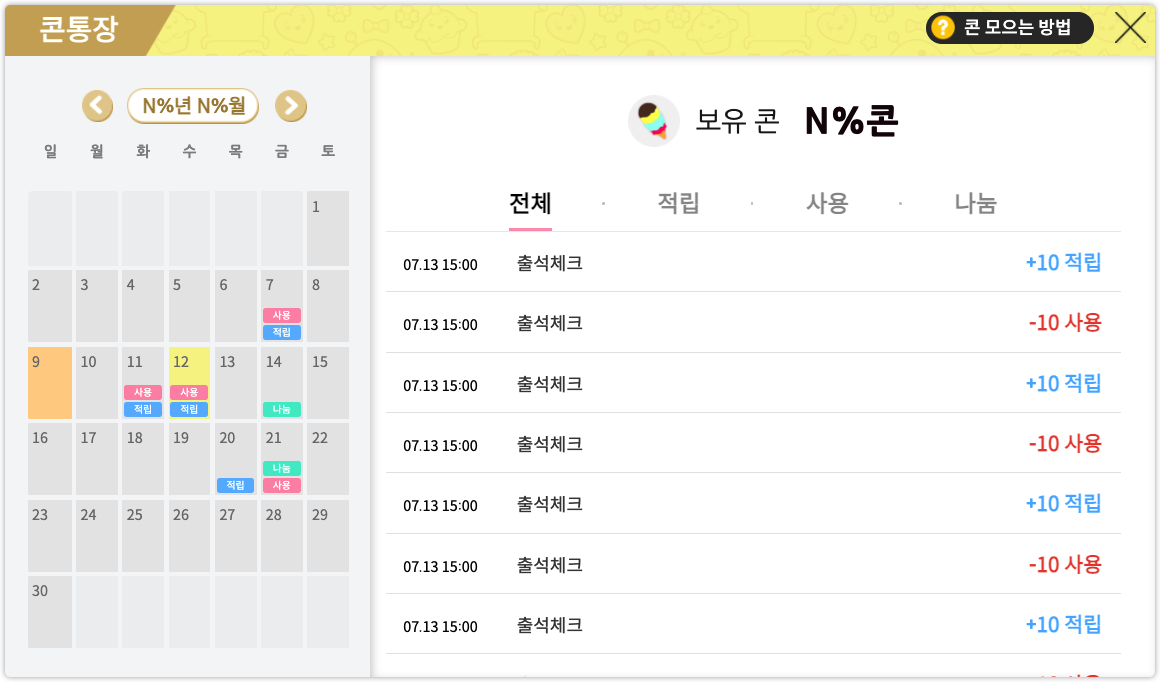 콘통장
? 콘 모으는 방법
N%년 N%월
일 월 화 수 목 금 토
1
2 3 4 5 6 7 8
사용
적립
9 10 11 12 13 14 15
사용 사용
적립 적립 나눔
16 17 18 19 20 21 22
나눔
적립 사용
23 24 25 26 27 28 29
30
보유 콘 N%콘
전체 · 적립 · 사용 · 나눔
07.13 15:00 출석체크 +10 적립
07.13 15:00 출석체크 -10 사용
07.13 15:00 출석체크 +10 적립
07.13 15:00 출석체크 -10 사용
07.13 15:00 출석체크 +10 적립
07.13 15:00 출석체크 -10 사용
07.13 15:00 출석체크 +10 적립